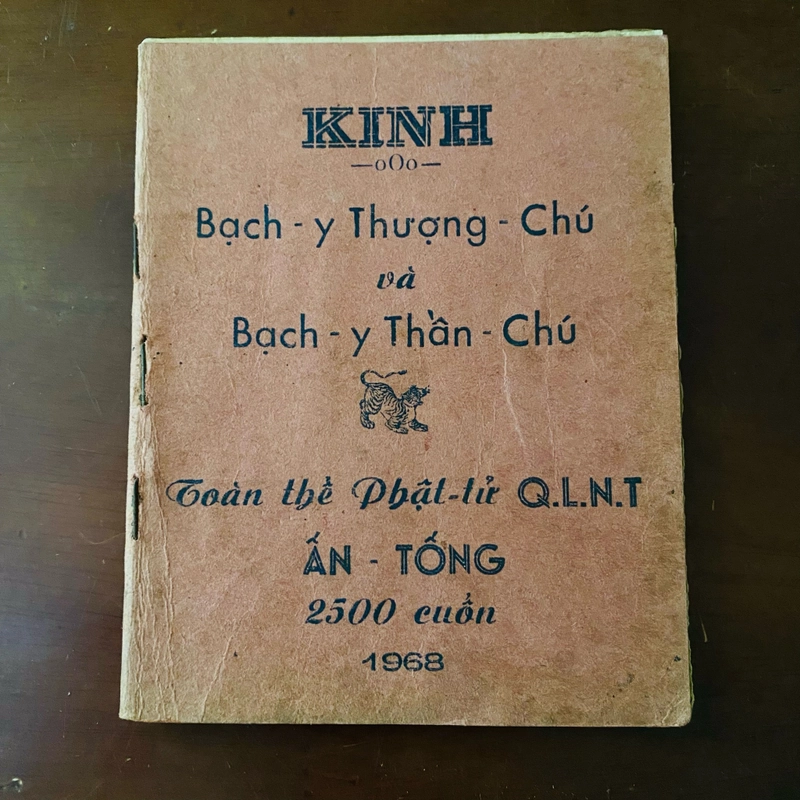 KINH
—oOo—
Bạch - y Thượng - Chú
và
Bạch - y Thần - Chú
Toàn thể Phật-tử Q.L.N.T
ẤN - TỐNG
2500 cuốn
1968